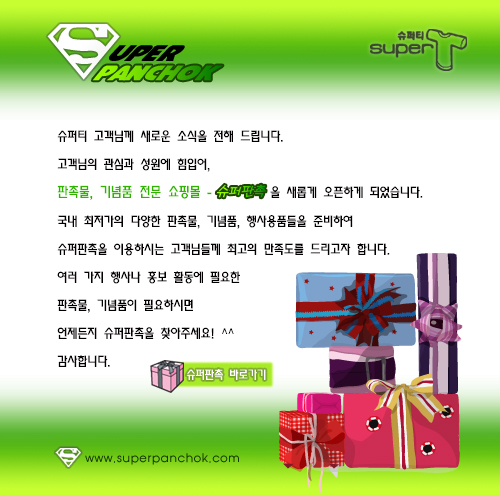 SUPER
PANCHOK
슈퍼티
superT
슈퍼티 고객님께 새로운 소식을 전해 드립니다.
고객님의 관심과 성원에 힘입어,
판촉물, 기념품 전문 쇼핑몰 - 슈퍼판촉 을 새롭게 오픈하게 되었습니다.
국내 최저가의 다양한 판촉물, 기념품, 행사용품들을 준비하여
슈퍼판촉을 이용하시는 고객님들께 최고의 만족도를 드리고자 합니다.
여러 가지 행사나 홍보 활동에 필요한
판촉물, 기념품이 필요하시면
언제든지 슈퍼판촉을 찾아주세요! ^^
감사합니다.
슈퍼판촉 바로가기
S www.superpanchok.com